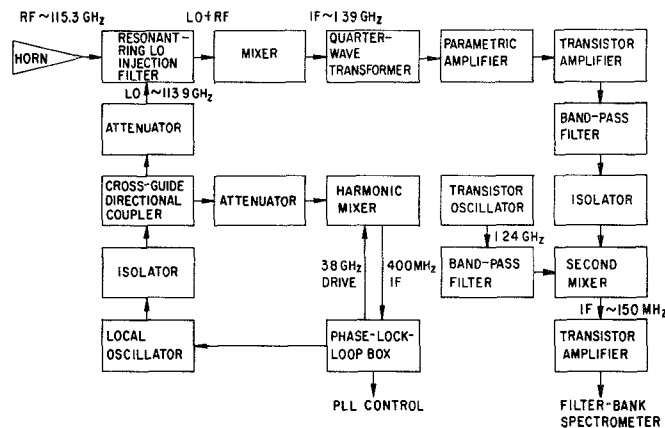 RF ~ 115.3 GHz
LO+RF
IF ~ 1.39 GHz
HORN
RESONANT-
RING LO
INJECTION
FILTER
MIXER
QUARTER-
WAVE
TRANSFORMER
PARAMETRIC
AMPLIFIER
TRANSISTOR
AMPLIFIER
LO ~ 113.9 GHz
ATTENUATOR
BAND-PASS
FILTER
CROSS-GUIDE
DIRECTIONAL
COUPLER
ATTENUATOR
HARMONIC
MIXER
TRANSISTOR
OSCILLATOR
ISOLATOR
1.24 GHz
ISOLATOR
38 GHz
DRIVE
400 MHz
IF
BAND-PASS
FILTER
SECOND
MIXER
IF ~ 150 MHz
LOCAL
OSCILLATOR
PHASE-LOCK-
LOOP BOX
TRANSISTOR
AMPLIFIER
PLL CONTROL
FILTER-BANK
SPECTROMETER